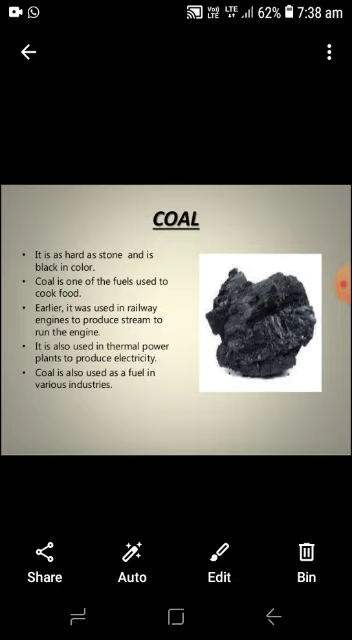 62% 7:38 am
COAL
• It is as hard as stone and is
black in color.
• Coal is one of the fuels used to
cook food.
• Earlier, it was used in railway
engines to produce stream to
run the engine.
• It is also used in thermal power
plants to produce electricity.
• Coal is also used as a fuel in
various industries.
Share Auto Edit Bin